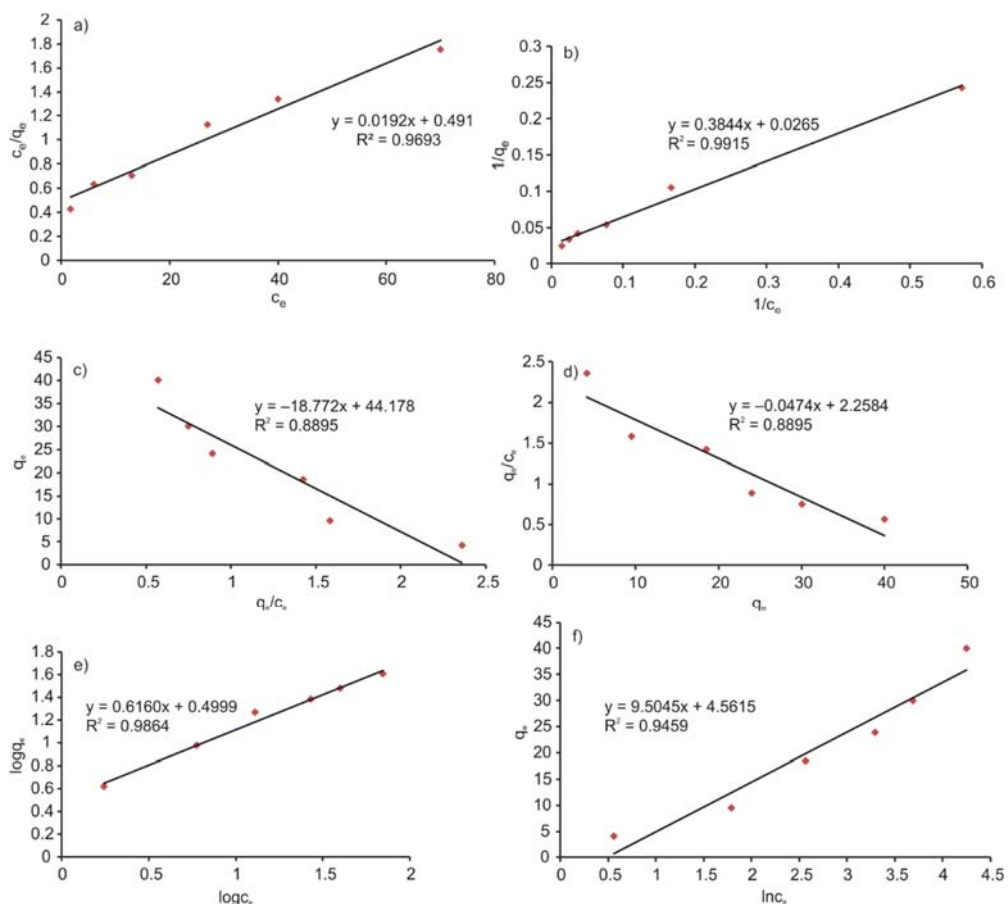 a)
c_e/q_e
1.8
1.6
1.4
1.2
1
0.8
0.6
0.4
0.2
0
2
y = 0.0192x + 0.491
R² = 0.9693
0 20 40 60 80
c_e
b)
1/q_e
0.3
0.25
0.2
0.15
0.1
0.05
0
y = 0.3844x + 0.0265
R² = 0.9915
0 0.1 0.2 0.3 0.4 0.5 0.6
1/c_e
c)
q_e
45
40
35
30
25
20
15
10
5
0
y = –18.772x + 44.178
R² = 0.8895
0 0.5 1 1.5 2 2.5
q_e/c_e
d)
q_e/c_e
2.5
2
1.5
1
0.5
0
y = –0.0474x + 2.2584
R² = 0.8895
0 10 20 30 40 50
q_e
e)
logq_e
1.8
1.6
1.4
1.2
1
0.8
0.6
0.4
0.2
0
y = 0.6160x + 0.4999
R² = 0.9864
0 0.5 1 1.5 2
logc_e
f)
q_e
45
40
35
30
25
20
15
10
5
0
y = 9.5045x + 4.5615
R² = 0.9459
0 0.5 1 1.5 2 2.5 3 3.5 4 4.5
lnc_e